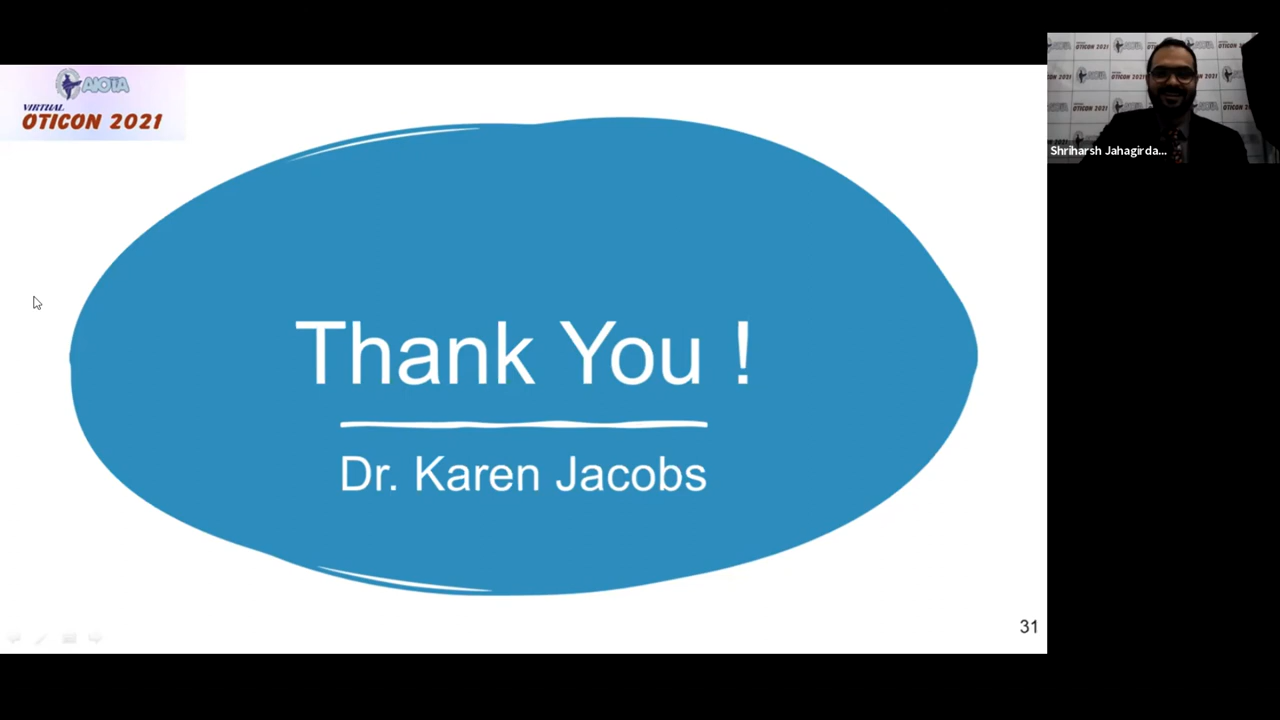 AIOTA
VIRTUAL
OTICON 2021
Thank You !
Dr. Karen Jacobs
31
Shriharsh Jahagirda...